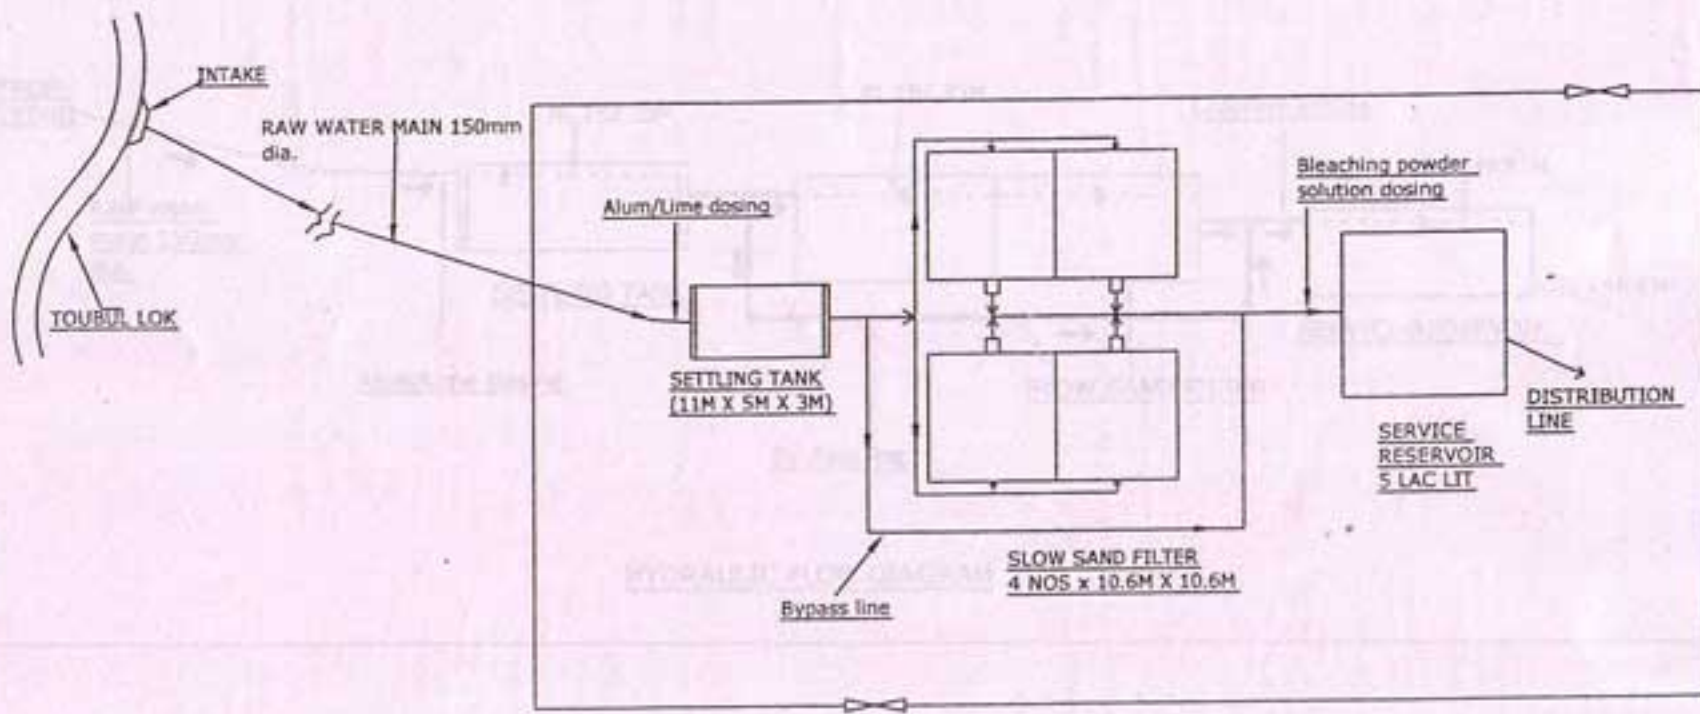 INTAKE
RAW WATER MAIN 150mm
dia.
TOUBUL LOK
Alum/Lime dosing
SETTLING TANK
(11M X 5M X 3M)
Bypass line
SLOW SAND FILTER
4 NOS x 10.6M X 10.6M
Bleaching powder
solution dosing
SERVICE
RESERVOIR
5 LAC LIT
DISTRIBUTION
LINE